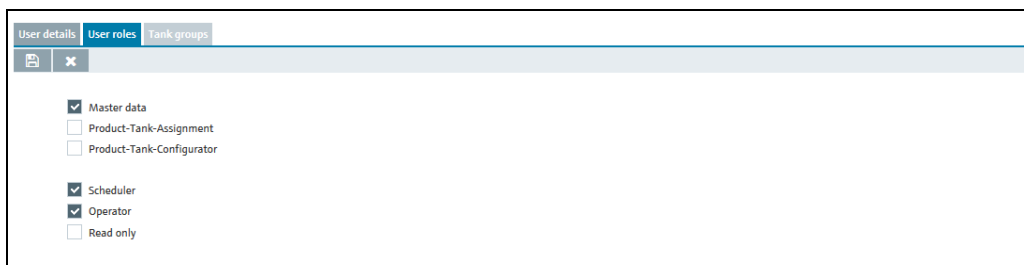 User details User roles Tank groups
Master data
Product-Tank-Assignment
Product-Tank-Configurator
Scheduler
Operator
Read only